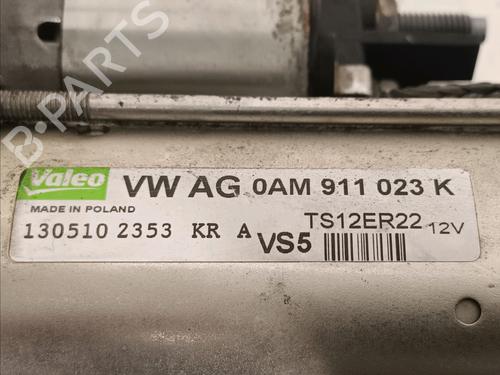 Valeo VW AG 0AM 911 023 K
MADE IN POLAND
130510 2353 KR A VS5 TS12ER22 12V
B-PARTS